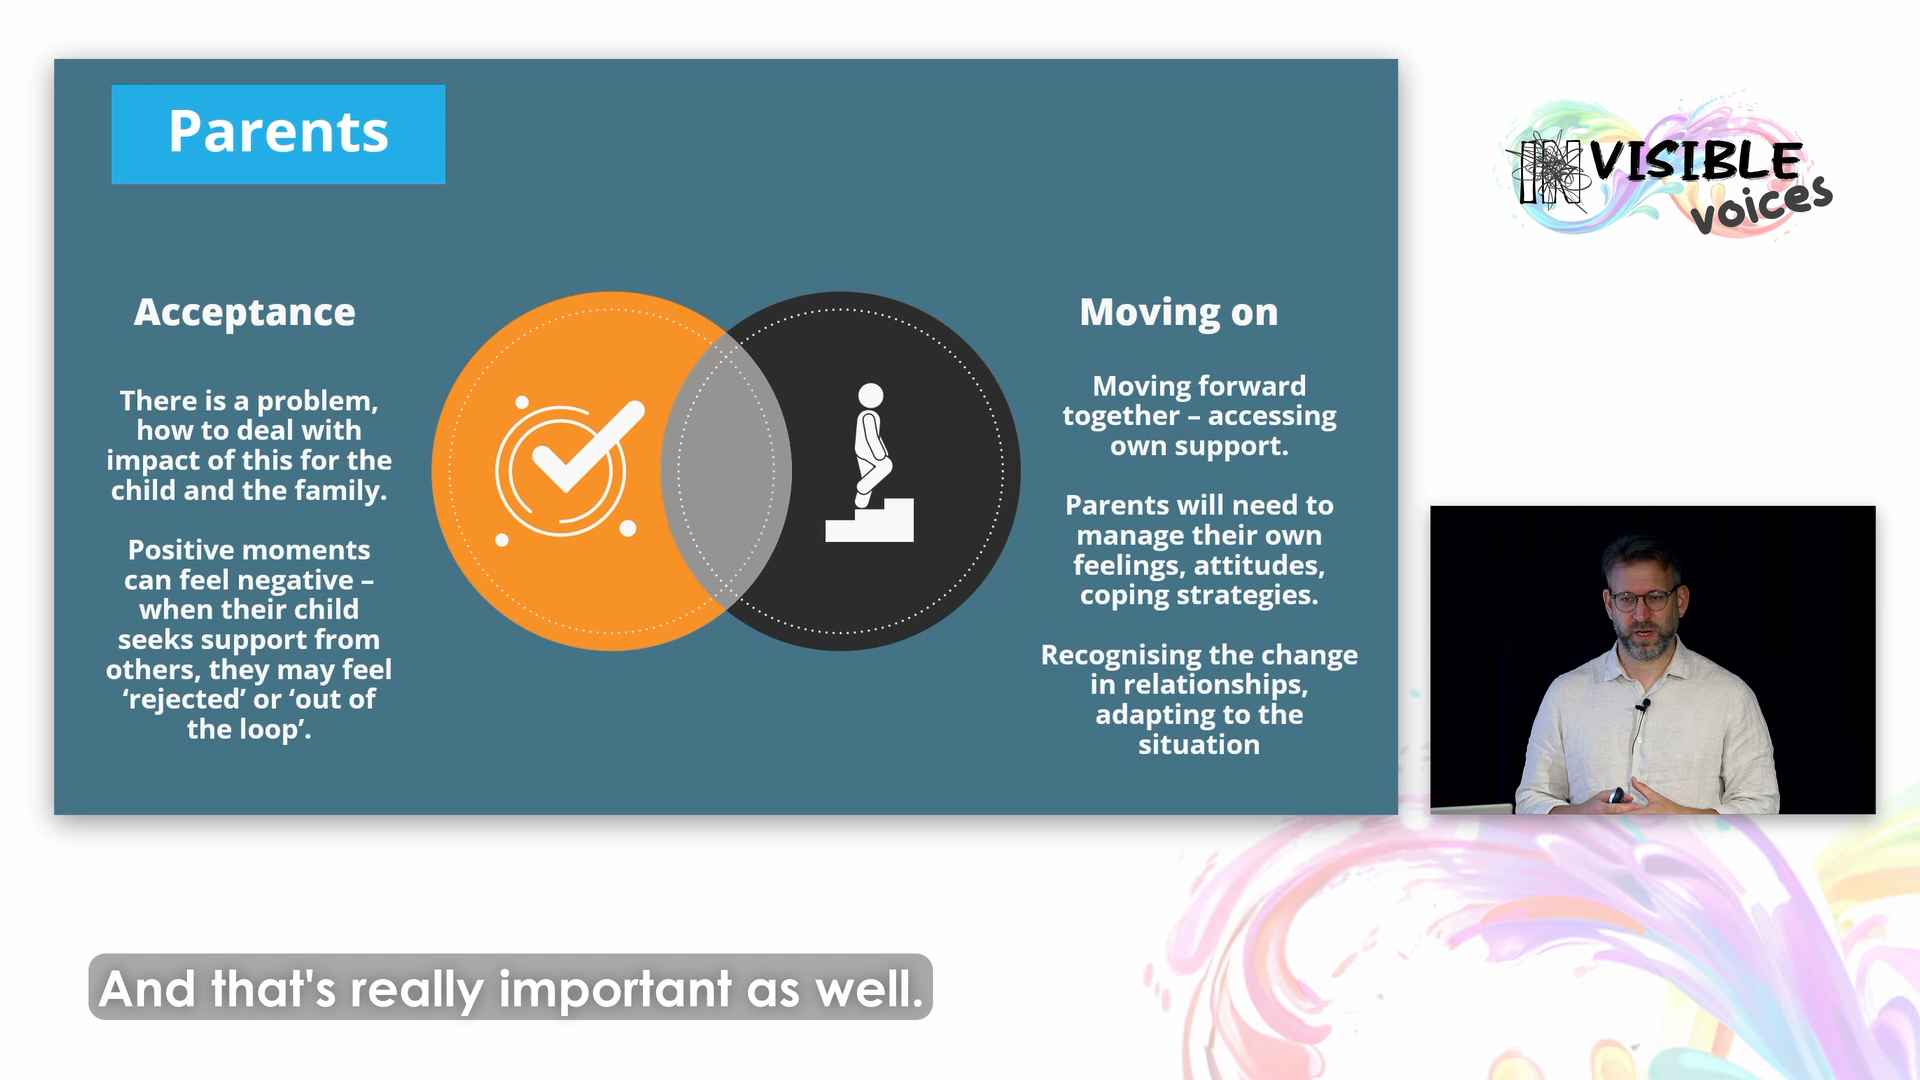 Parents
Acceptance
There is a problem,
how to deal with
impact of this for the
child and the family.
Positive moments
can feel negative –
when their child
seeks support from
others, they may feel
‘rejected’ or ‘out of
the loop’.
Moving on
Moving forward
together – accessing
own support.
Parents will need to
manage their own
feelings, attitudes,
coping strategies.
Recognising the change
in relationships,
adapting to the
situation
INVISIBLE
voices
And that's really important as well.